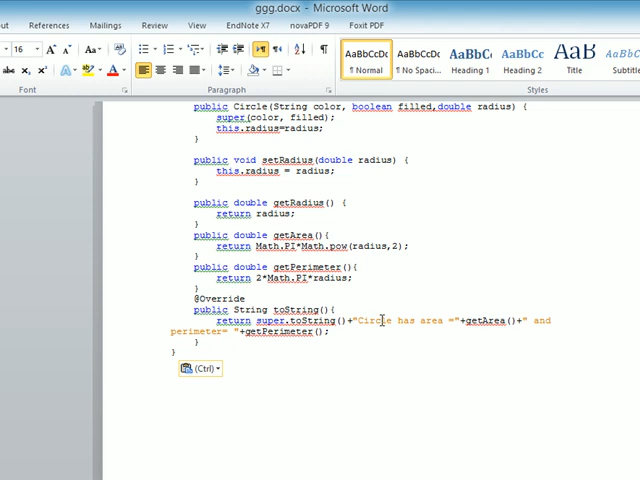 ggg.docx - Microsoft Word
References
Mailings
Review
View
EndNote X7
novaPDF 9
Foxit PDF
16
Aa
¶
AaBbCcDc
¶ Normal
AaBbCcDc
¶ No Spaci...
AaBbCc
Heading 1
AaBbCc
Heading 2
AaB
Title
AaBbCc
Subtitle
AaBbC
Subtl
Font
Paragraph
Styles
public Circle(String color, boolean filled,double radius) {
super(color, filled);
this.radius=radius;
}
public void setRadius(double radius) {
this.radius = radius;
}
public double getRadius() {
return radius;
}
public double getArea(){
return Math.PI*Math.pow(radius,2);
}
public double getPerimeter(){
return 2*Math.PI*radius;
}
@Override
public String toString(){
return super.toString()+"Circle has area ="+getArea()+" and
perimeter= "+getPerimeter();
}
}
(Ctrl)